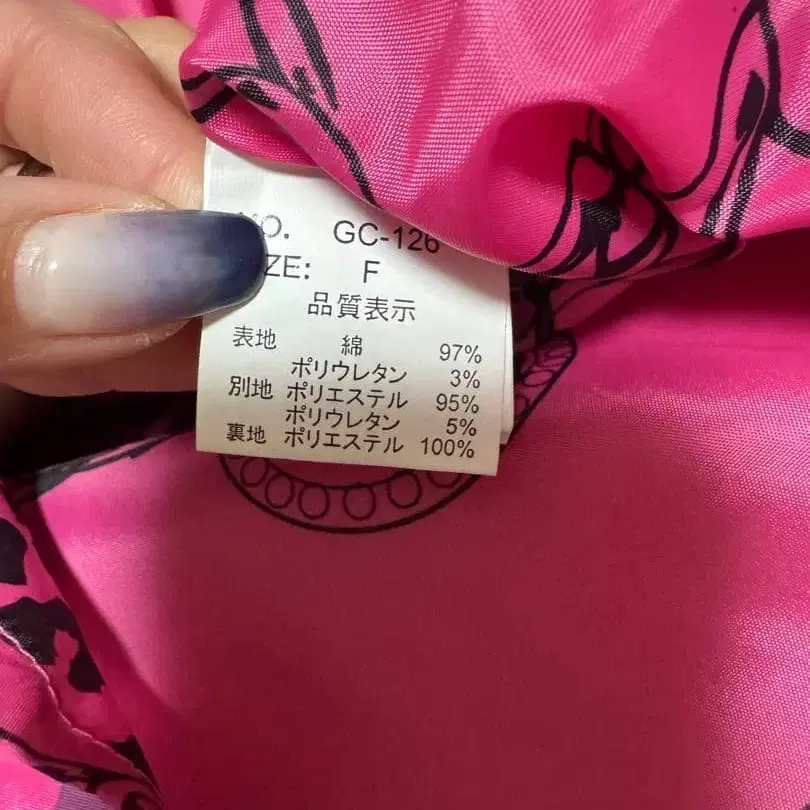 NO. GC-126
ZE: F
品質表示
表地 綿 97%
ポリウレタン 3%
別地 ポリエステル 95%
ポリウレタン 5%
裏地 ポリエステル 100%